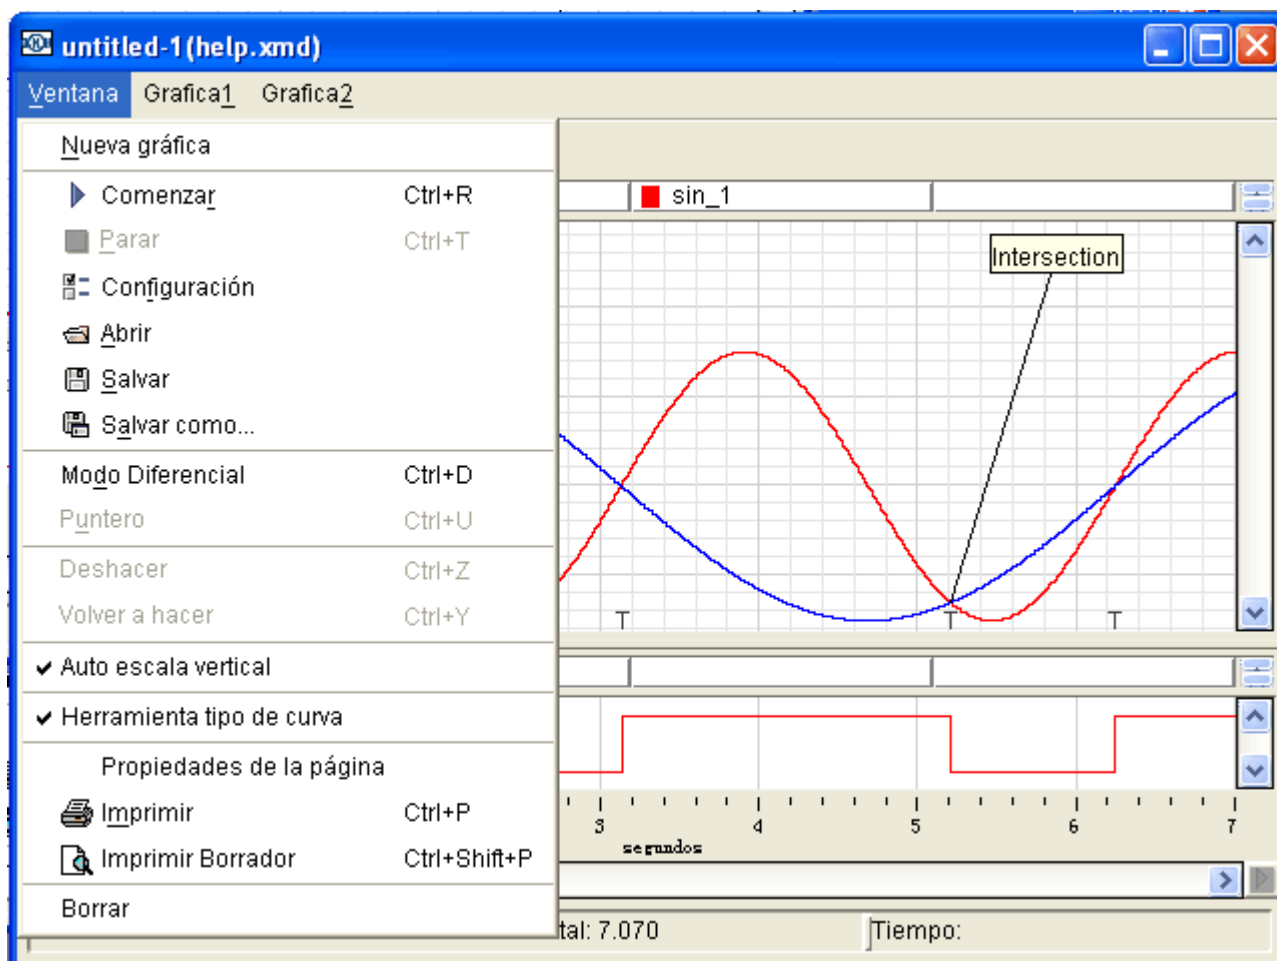 untitled-1(help.xmd)
Ventana Grafica1 Grafica2
Nueva gráfica
Comenzar Ctrl+R
Parar Ctrl+T
Configuración
Abrir
Salvar
Salvar como...
Modo Diferencial Ctrl+D
Puntero Ctrl+U
Deshacer Ctrl+Z
Volver a hacer Ctrl+Y
Auto escala vertical
Herramienta tipo de curva
Propiedades de la página
Imprimir Ctrl+P
Imprimir Borrador Ctrl+Shift+P
Borrar
sin_1
Intersection
T T T
3 4 5 6 7
segundos
tal: 7.070 Tiempo: